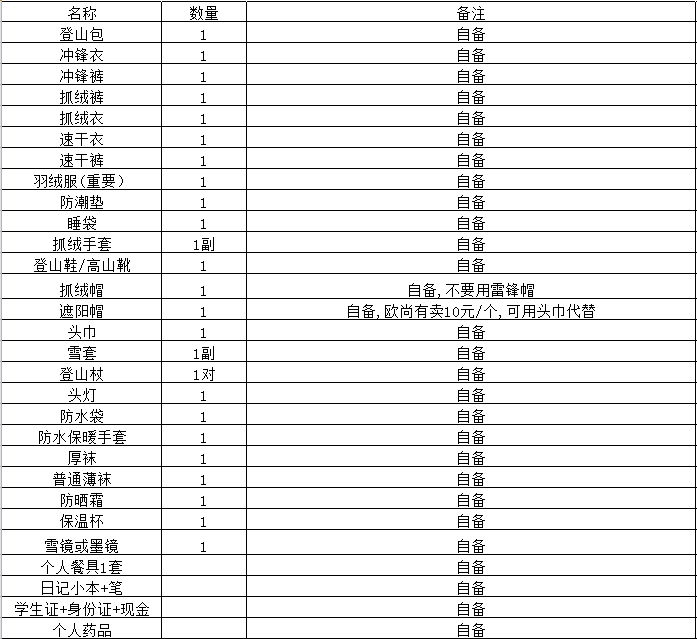 名称 数量 备注
登山包 1 自备
冲锋衣 1 自备
冲锋裤 1 自备
抓绒裤 1 自备
抓绒衣 1 自备
速干衣 1 自备
速干裤 1 自备
羽绒服(重要) 1 自备
防潮垫 1 自备
睡袋 1 自备
抓绒手套 1副 自备
登山鞋/高山靴 1 自备
抓绒帽 1 自备,不要用雷锋帽
遮阳帽 1 自备,欧尚有卖10元/个,可用头巾代替
头巾 1 自备
雪套 1副 自备
登山杖 1对 自备
头灯 1 自备
防水袋 1 自备
防水保暖手套 1 自备
厚袜 1 自备
普通薄袜 1 自备
防晒霜 1 自备
保温杯 1 自备
雪镜或墨镜 1 自备
个人餐具1套 自备
日记小本+笔 自备
学生证+身份证+现金 自备
个人药品 自备